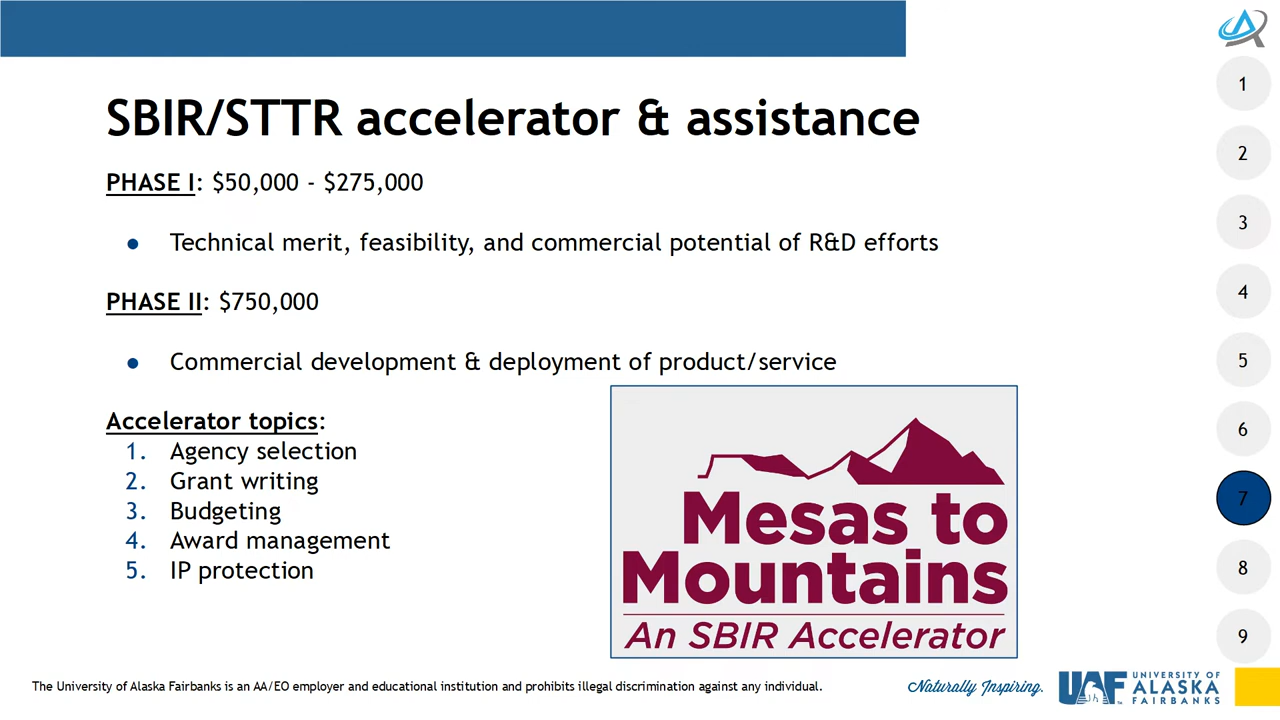 SBIR/STTR accelerator & assistance
PHASE I: $50,000 - $275,000
● Technical merit, feasibility, and commercial potential of R&D efforts
PHASE II: $750,000
● Commercial development & deployment of product/service
Accelerator topics:
1. Agency selection
2. Grant writing
3. Budgeting
4. Award management
5. IP protection
Mesas to
Mountains
An SBIR Accelerator
1
2
3
4
5
6
7
8
9
The University of Alaska Fairbanks is an AA/EO employer and educational institution and prohibits illegal discrimination against any individual.
Naturally Inspiring.
UAF
UNIVERSITY OF
ALASKA
FAIRBANKS